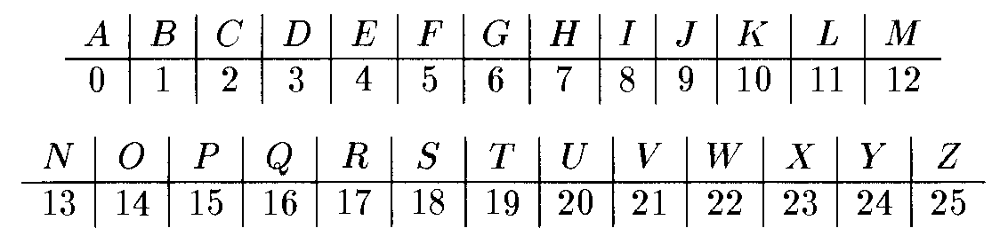 A B C D E F G H I J K L M
0 1 2 3 4 5 6 7 8 9 10 11 12
N O P Q R S T U V W X Y Z
13 14 15 16 17 18 19 20 21 22 23 24 25